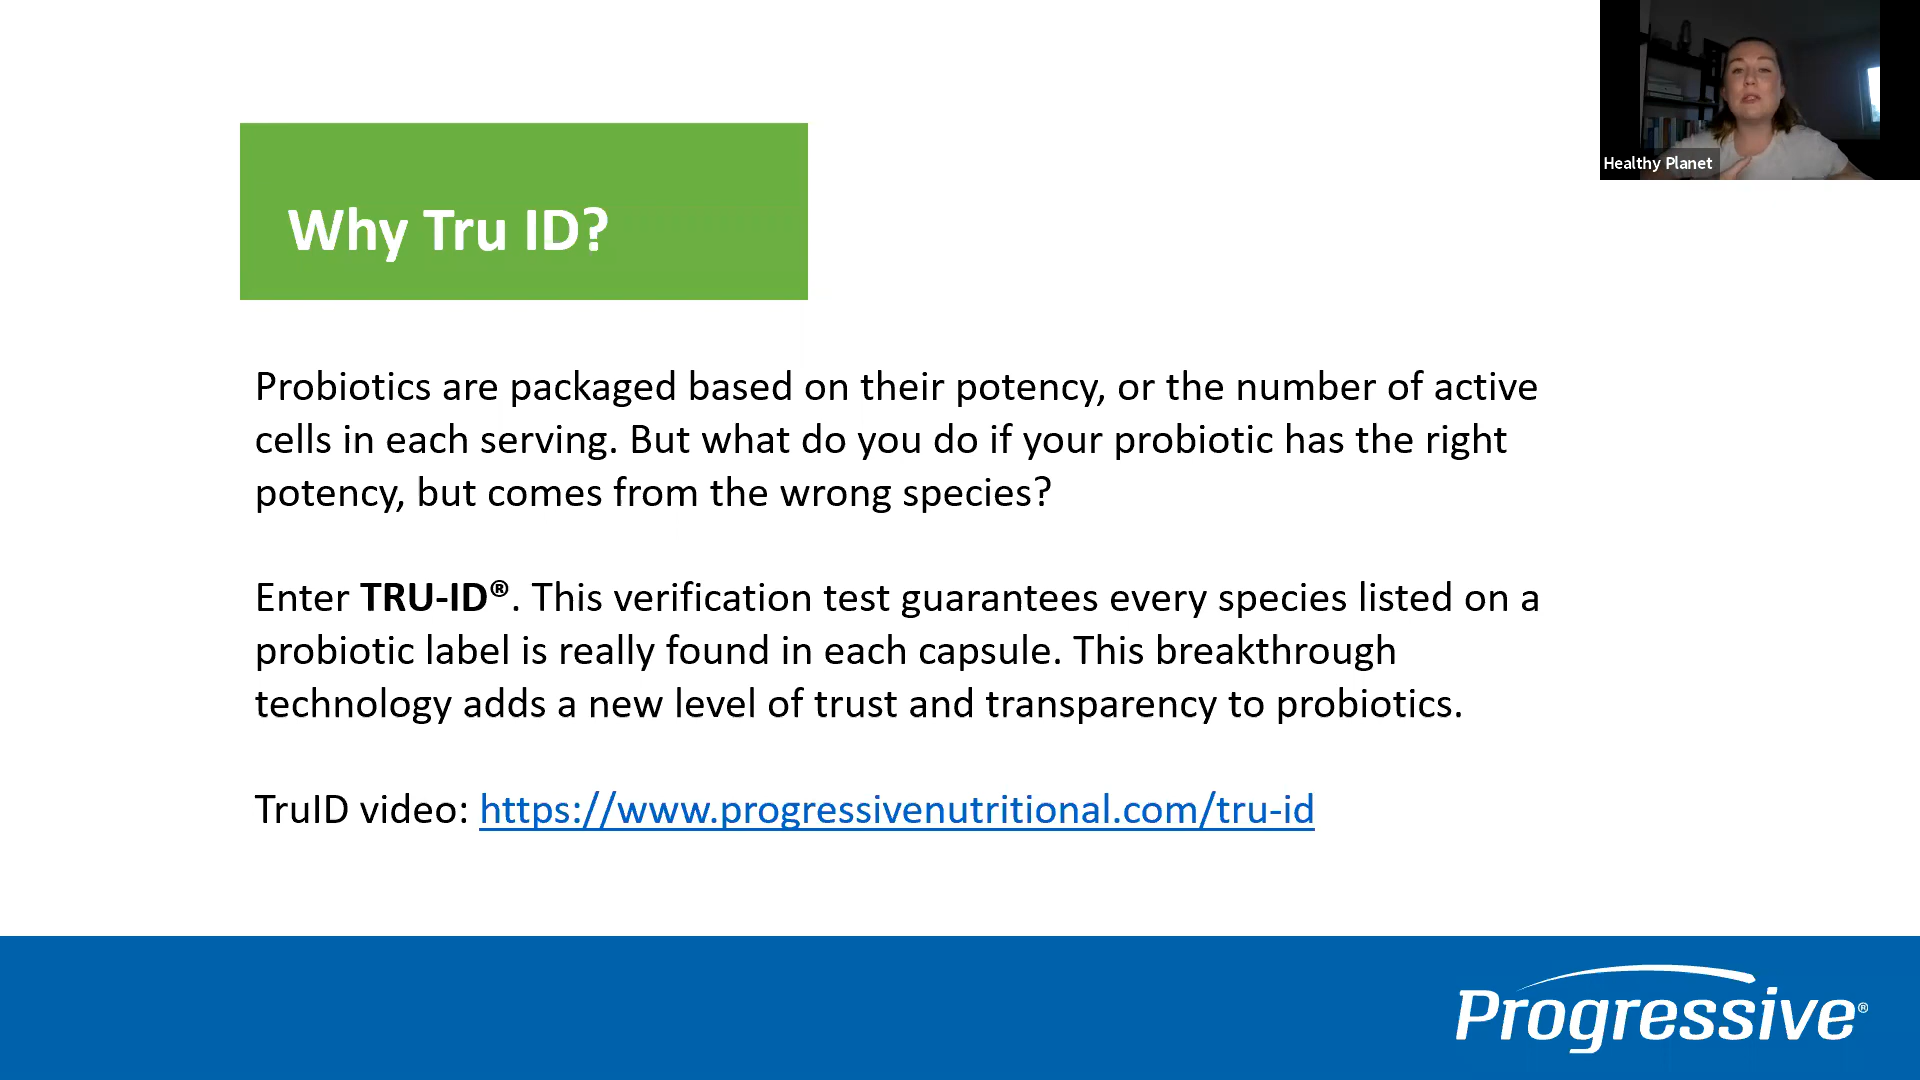 Healthy Planet
Why Tru ID?
Probiotics are packaged based on their potency, or the number of active
cells in each serving. But what do you do if your probiotic has the right
potency, but comes from the wrong species?
Enter TRU-ID®. This verification test guarantees every species listed on a
probiotic label is really found in each capsule. This breakthrough
technology adds a new level of trust and transparency to probiotics.
TruID video: https://www.progressivenutritional.com/tru-id
Progressive®